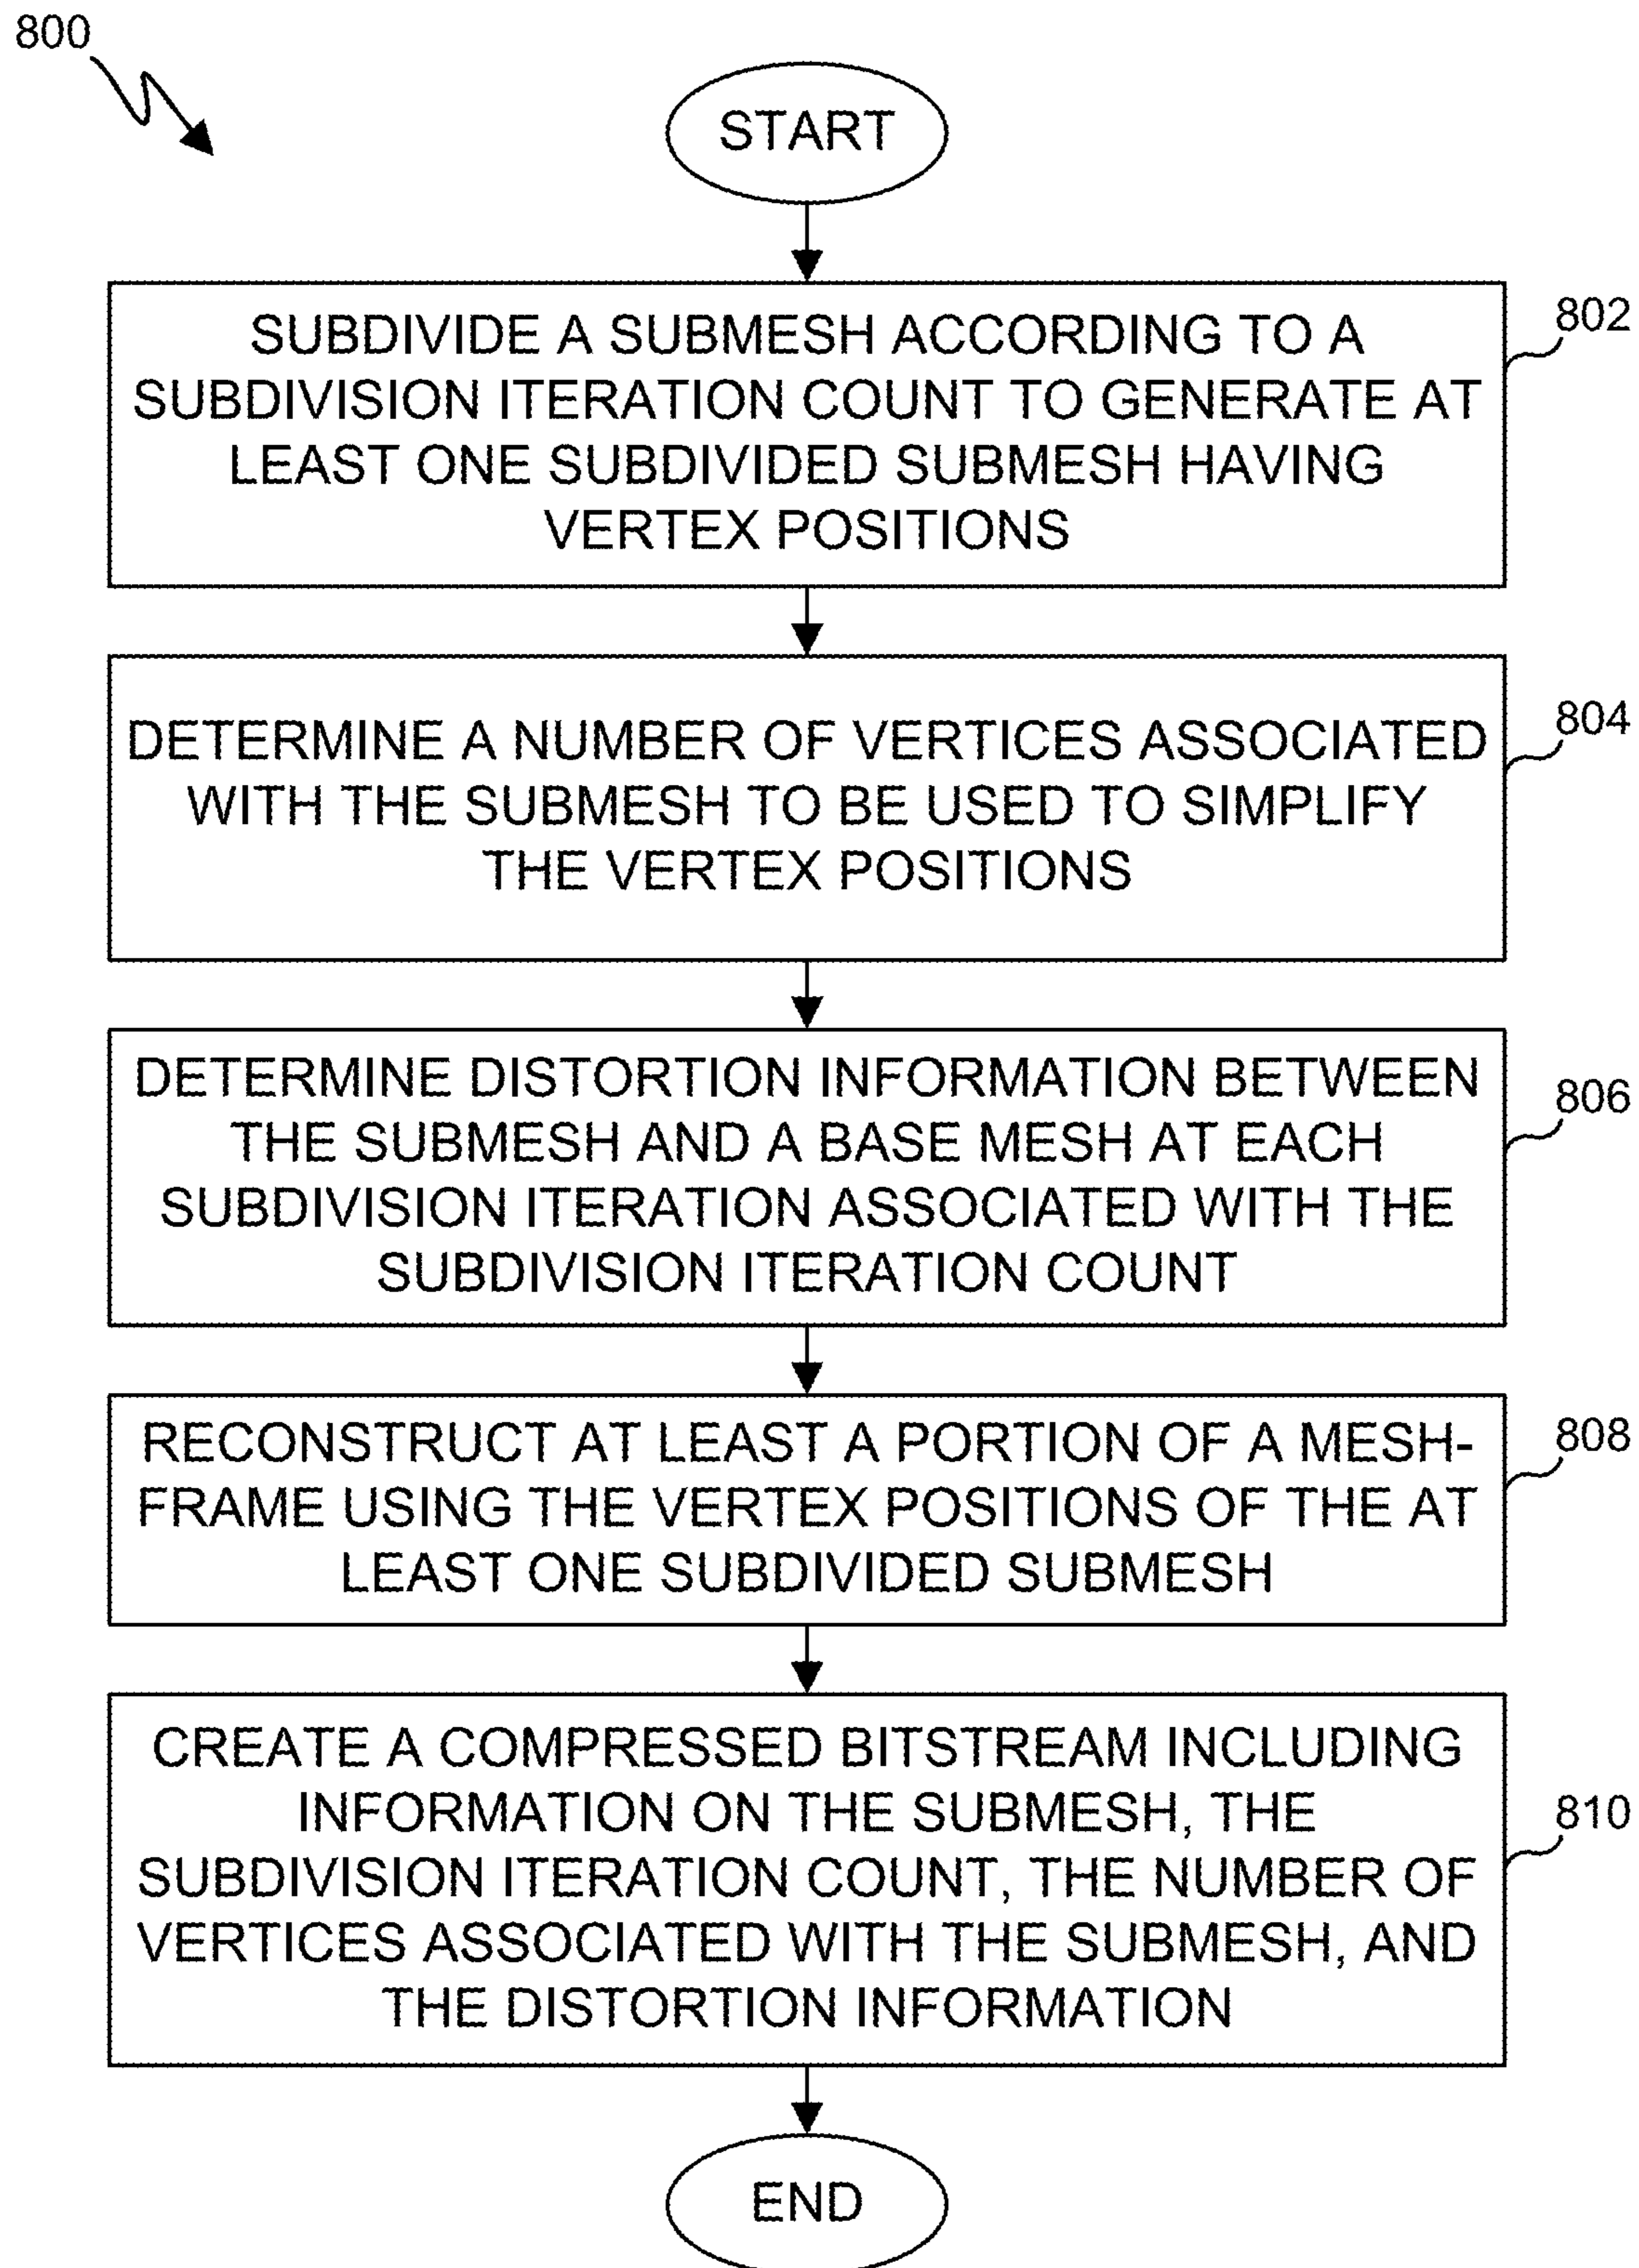 800
START
SUBDIVIDE A SUBMESH ACCORDING TO A
SUBDIVISION ITERATION COUNT TO GENERATE AT
LEAST ONE SUBDIVIDED SUBMESH HAVING
VERTEX POSITIONS
802
DETERMINE A NUMBER OF VERTICES ASSOCIATED
WITH THE SUBMESH TO BE USED TO SIMPLIFY
THE VERTEX POSITIONS
804
DETERMINE DISTORTION INFORMATION BETWEEN
THE SUBMESH AND A BASE MESH AT EACH
SUBDIVISION ITERATION ASSOCIATED WITH THE
SUBDIVISION ITERATION COUNT
806
RECONSTRUCT AT LEAST A PORTION OF A MESH-
FRAME USING THE VERTEX POSITIONS OF THE AT
LEAST ONE SUBDIVIDED SUBMESH
808
CREATE A COMPRESSED BITSTREAM INCLUDING
INFORMATION ON THE SUBMESH, THE
SUBDIVISION ITERATION COUNT, THE NUMBER OF
VERTICES ASSOCIATED WITH THE SUBMESH, AND
THE DISTORTION INFORMATION
810
END